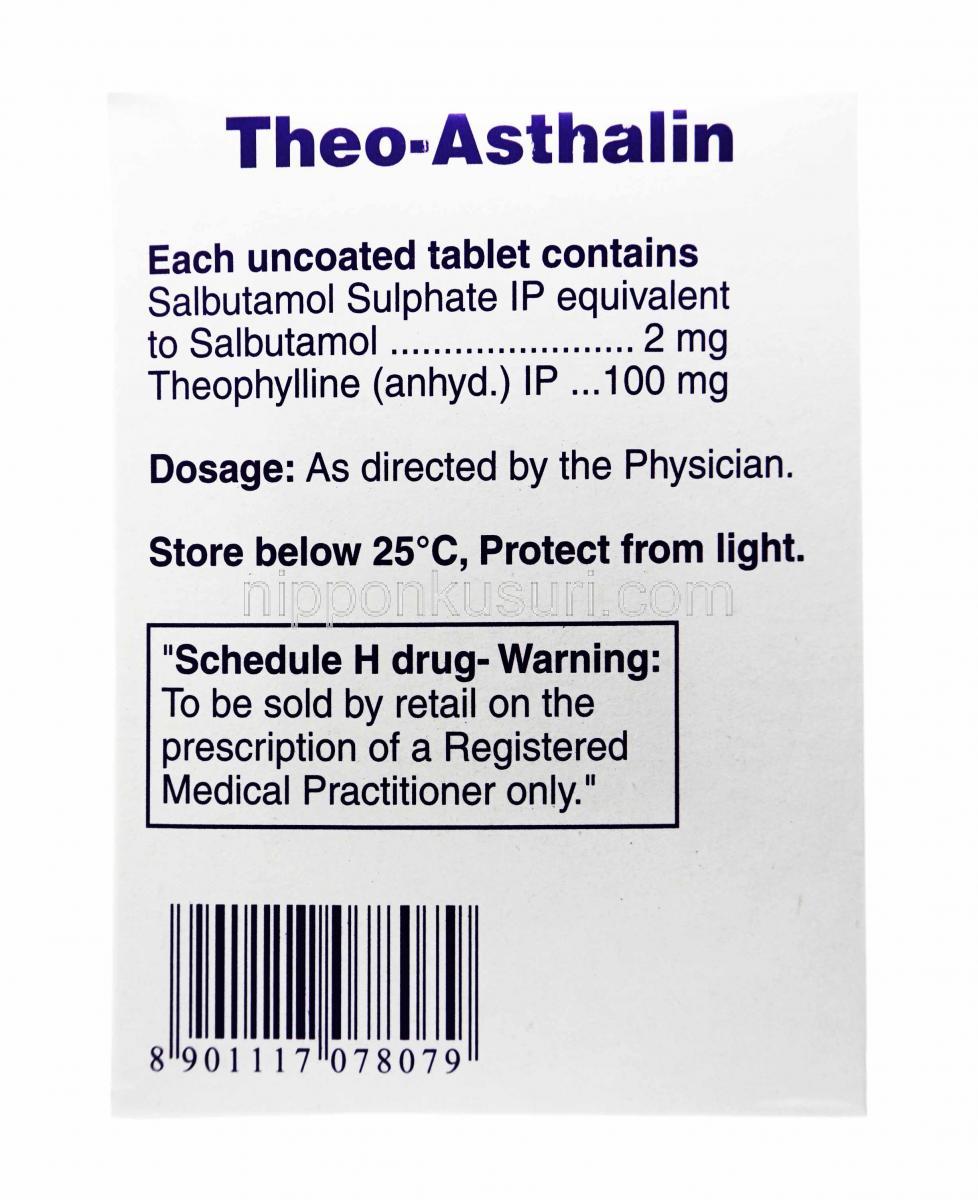 Theo-Asthalin
Each uncoated tablet contains
Salbutamol Sulphate IP equivalent
to Salbutamol ....................... 2 mg
Theophylline (anhyd.) IP ...100 mg
Dosage: As directed by the Physician.
Store below 25°C, Protect from light.
nipponkusuri.com
"Schedule H drug- Warning:
To be sold by retail on the
prescription of a Registered
Medical Practitioner only."
8 901117 078079